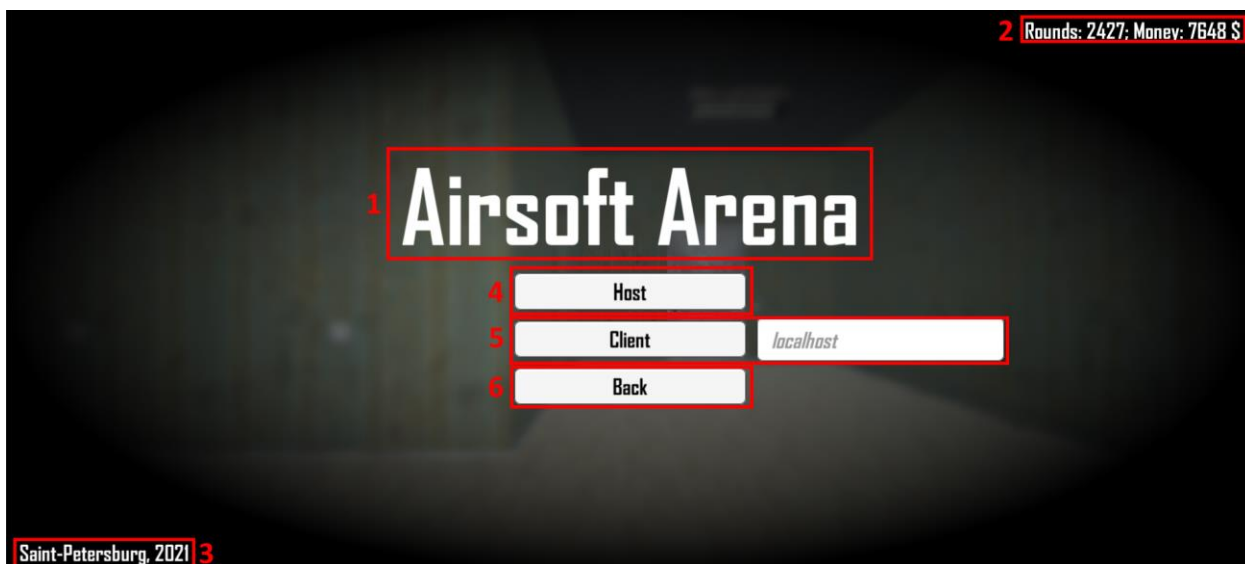 2 Rounds: 2427; Money: 7648 $
1 Airsoft Arena
4 Host
5 Client localhost
6 Back
Saint-Petersburg, 2021 3